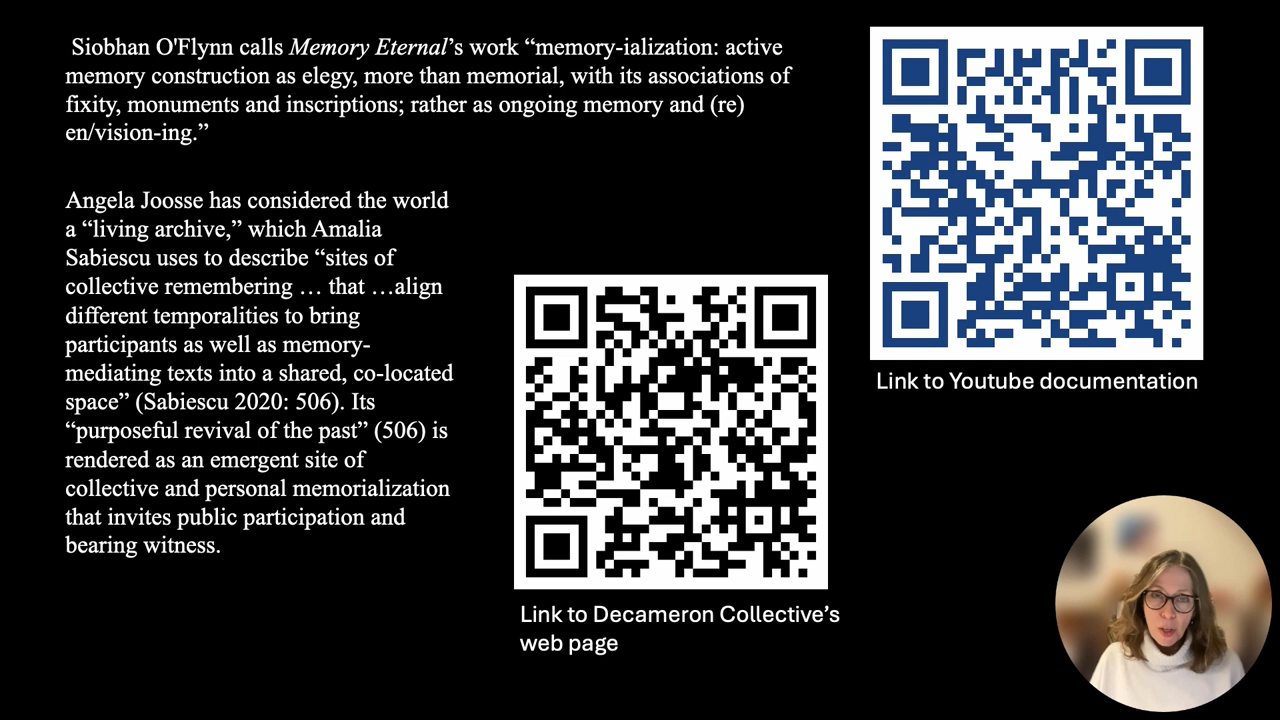 Siobhan O'Flynn calls Memory Eternal’s work “memory-ialization: active
memory construction as elegy, more than memorial, with its associations of
fixity, monuments and inscriptions; rather as ongoing memory and (re)
en/vision-ing.”
Angela Joosse has considered the world
a “living archive,” which Amalia
Sabiescu uses to describe “sites of
collective remembering … that …align
different temporalities to bring
participants as well as memory-
mediating texts into a shared, co-located
space” (Sabiescu 2020: 506). Its
“purposeful revival of the past” (506) is
rendered as an emergent site of
collective and personal memorialization
that invites public participation and
bearing witness.
Link to Decameron Collective’s
web page
Link to Youtube documentation